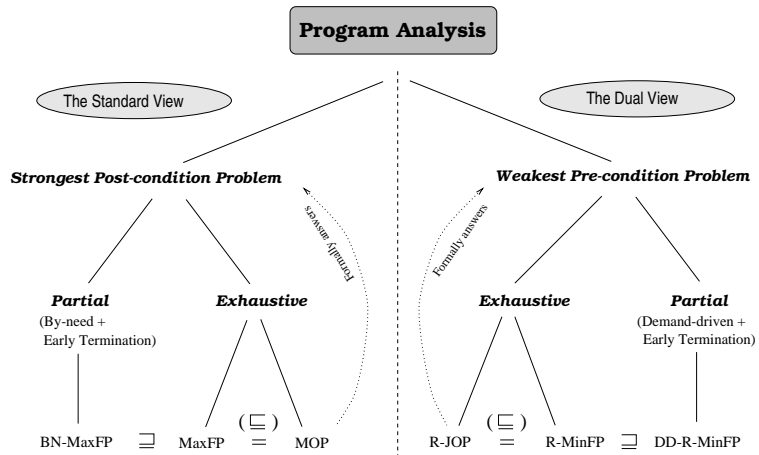 Program Analysis
The Standard View
The Dual View
Strongest Post-condition Problem
Weakest Pre-condition Problem
Formally answers
Formally answers
Partial
(By-need +
Early Termination)
Exhaustive
Exhaustive
Partial
(Demand-driven +
Early Termination)
(⊑)
(⊑)
BN-MaxFP ⊒ MaxFP = MOP
R-JOP = R-MinFP ⊒ DD-R-MinFP